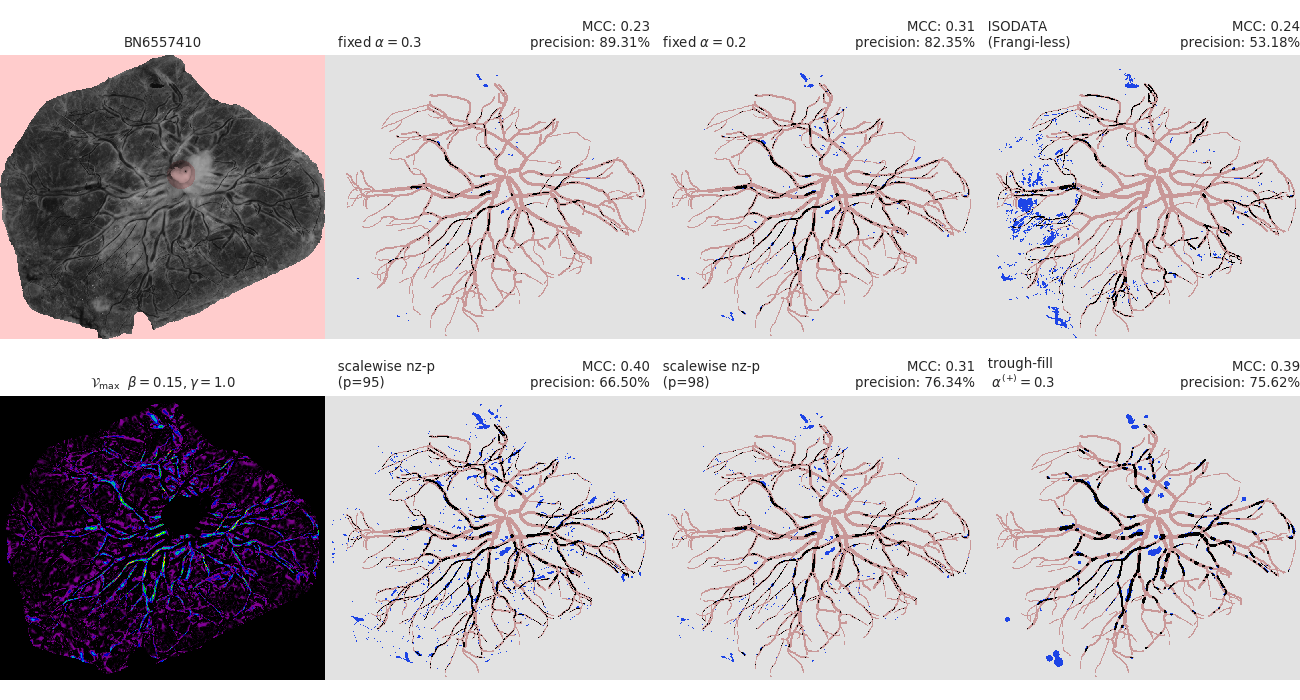 BN6557410
fixed α = 0.3
MCC: 0.23
precision: 89.31%
fixed α = 0.2
MCC: 0.31
precision: 82.35%
ISODATA
(Frangi-less)
MCC: 0.24
precision: 53.18%
𝒱max β = 0.15, γ = 1.0
scalewise nz-p
(p=95)
MCC: 0.40
precision: 66.50%
scalewise nz-p
(p=98)
MCC: 0.31
precision: 76.34%
trough-fill
α(+) = 0.3
MCC: 0.39
precision: 75.62%